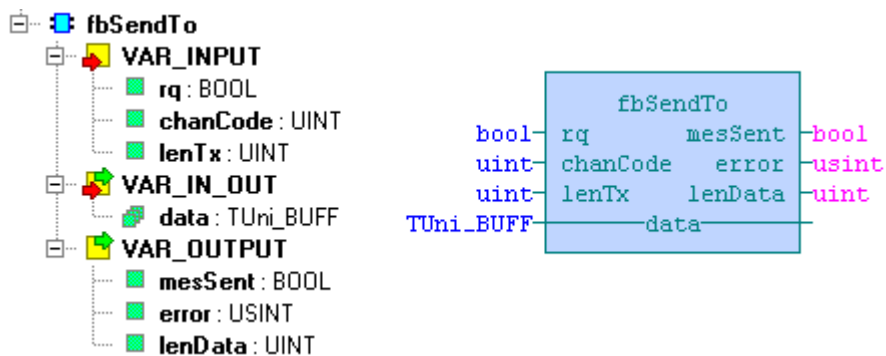 fbSendTo
VAR_INPUT
rq : BOOL
chanCode : UINT
lenTx : UINT
VAR_IN_OUT
data : TUni_BUFF
VAR_OUTPUT
mesSent : BOOL
error : USINT
lenData : UINT
fbSendTo
bool rq mesSent bool
uint chanCode error usint
uint lenTx lenData uint
TUni_BUFF data